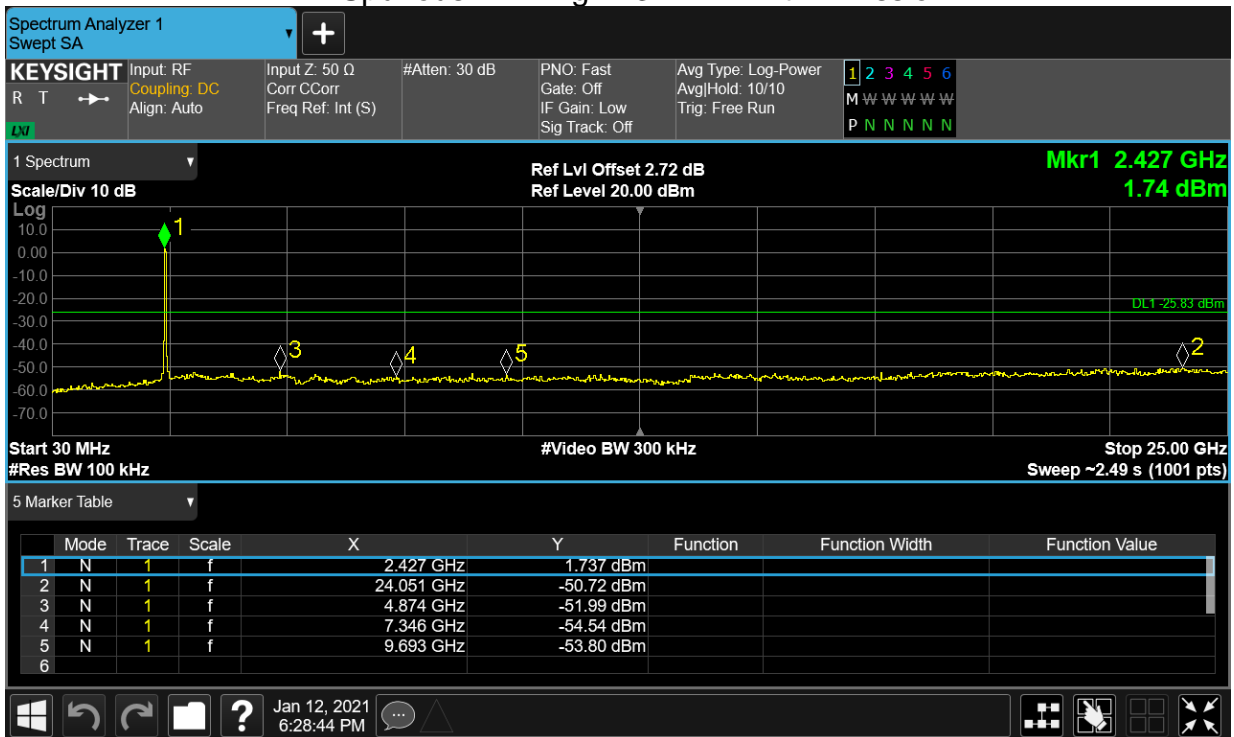 Spectrum Analyzer 1
Swept SA
+
KEYSIGHT Input: RF Input Z: 50 Ω #Atten: 30 dB PNO: Fast Avg Type: Log-Power 1 2 3 4 5 6
R T Coupling: DC Corr CCorr Gate: Off Avg|Hold: 10/10 M W W W W W
Align: Auto Freq Ref: Int (S) IF Gain: Low Trig: Free Run
LXI Sig Track: Off P N N N N N
1 Spectrum Ref Lvl Offset 2.72 dB Mkr1 2.427 GHz
Scale/Div 10 dB Ref Level 20.00 dBm 1.74 dBm
Log
10.0 1
0.00
-10.0
-20.0 DL1 -25.83 dBm
-30.0
-40.0 3 4 5 2
-50.0
-60.0
-70.0
Start 30 MHz #Video BW 300 kHz Stop 25.00 GHz
#Res BW 100 kHz Sweep ~2.49 s (1001 pts)
5 Marker Table
Mode Trace Scale X Y Function Function Width Function Value
1 N 1 f 2.427 GHz 1.737 dBm
2 N 1 f 24.051 GHz -50.72 dBm
3 N 1 f 4.874 GHz -51.99 dBm
4 N 1 f 7.346 GHz -54.54 dBm
5 N 1 f 9.693 GHz -53.80 dBm
6
? Jan 12, 2021
6:28:44 PM